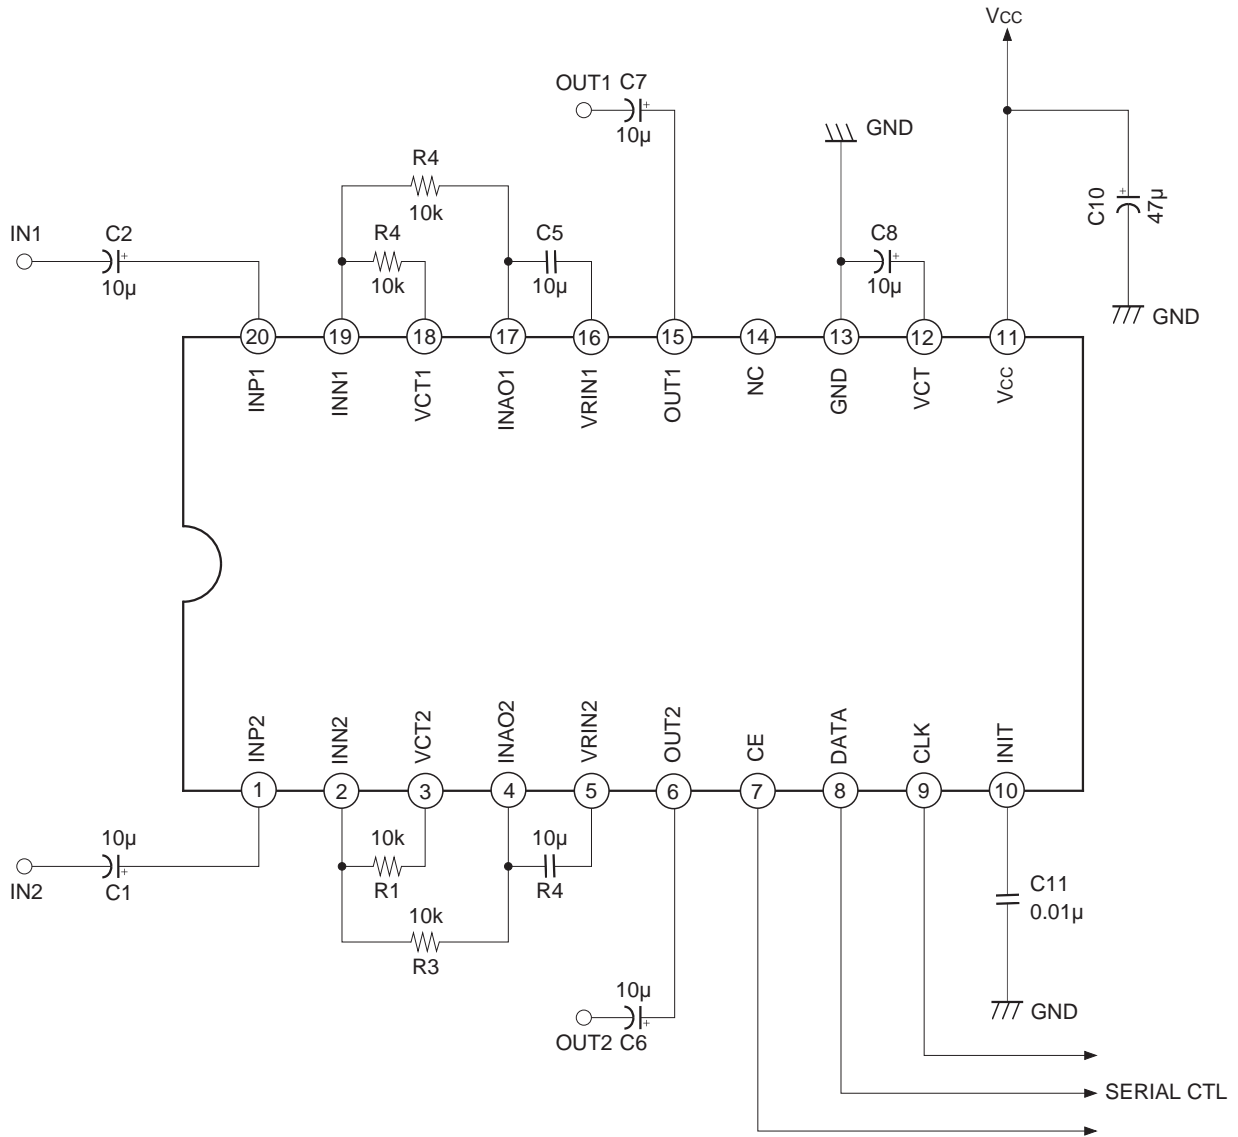 VCC
OUT1 C7
10µ
GND
R4
10k
C10
47µ
IN1
C2
10µ
R4
10k
C5
10µ
C8
10µ
GND
20
19
18
17
16
15
14
13
12
11
INP1
INN1
VCT1
INAO1
VRIN1
OUT1
NC
GND
VCT
VCC
INP2
INN2
VCT2
INAO2
VRIN2
OUT2
CE
DATA
CLK
INIT
1
2
3
4
5
6
7
8
9
10
10µ
C1
IN2
10k
R1
10µ
R4
10k
R3
C11
0.01µ
10µ
OUT2 C6
GND
SERIAL CTL